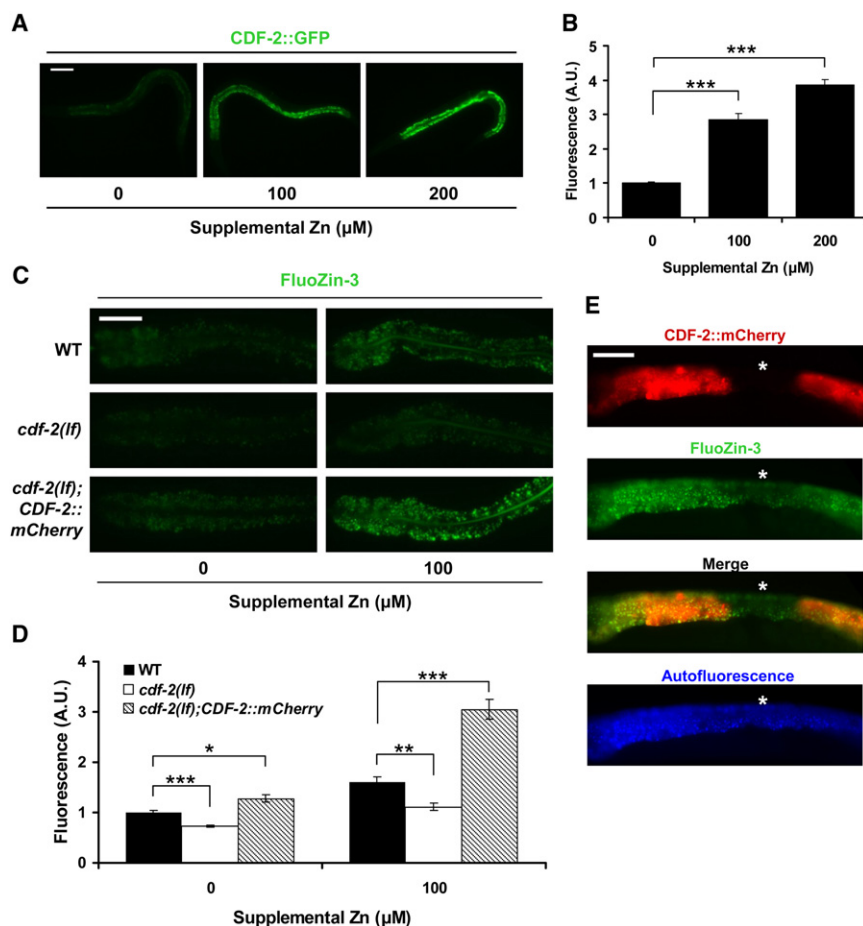 A
CDF-2::GFP
0
100
200
Supplemental Zn (µM)
B
Fluorescence (A.U.)
5
4
3
2
1
0
***
***
0
100
200
Supplemental Zn (µM)
C
FluoZin-3
WT
cdf-2(lf)
cdf-2(lf);
CDF-2::
mCherry
0
100
Supplemental Zn (µM)
D
Fluorescence (A.U.)
4
3
2
1
0
WT
cdf-2(lf)
cdf-2(lf);CDF-2::mCherry
*
***
***
**
0
100
Supplemental Zn (µM)
E
CDF-2::mCherry
*
FluoZin-3
*
Merge
*
Autofluorescence
*